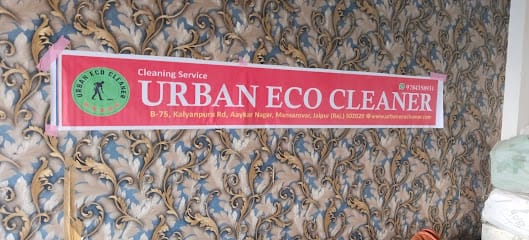 URBAN ECO CLEANER
Cleaning Service
9784358931
URBAN ECO CLEANER
B-75, Kalyanpura Rd, Aaykar Nagar, Mansarovar, Jaipur (Raj.) 302020 www.urbanecocleaner.com